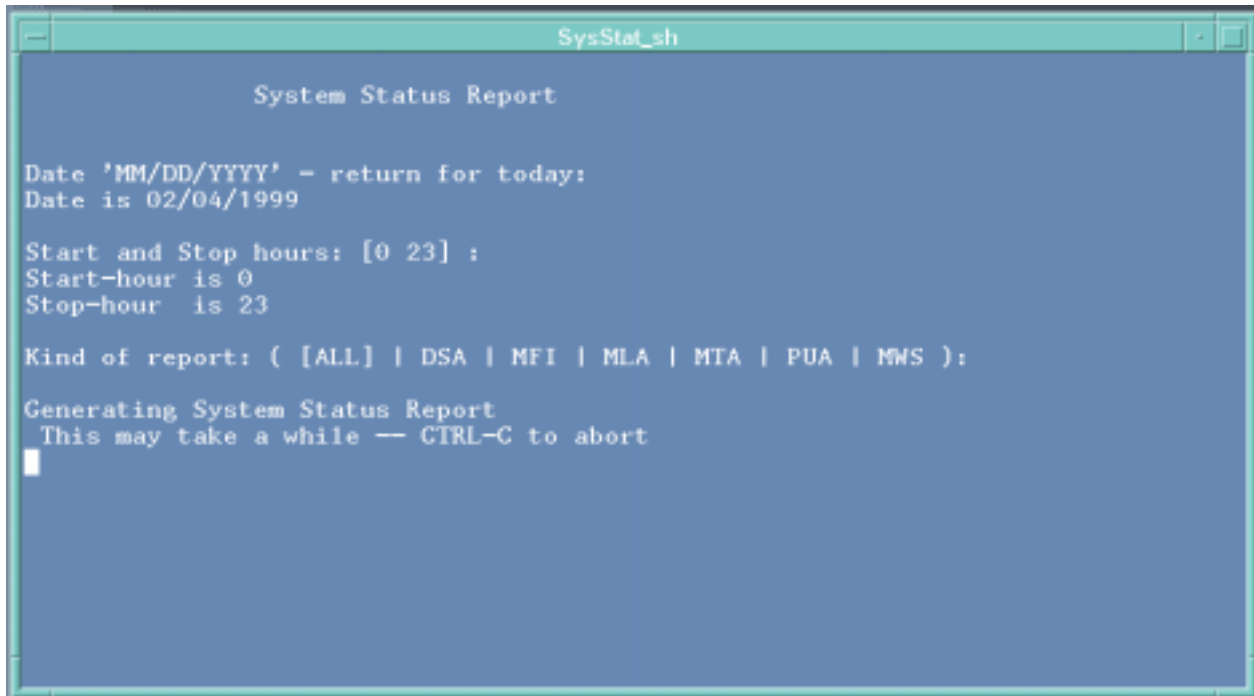 SysStat_sh
System Status Report
Date 'MM/DD/YYYY' - return for today:
Date is 02/04/1999
Start and Stop hours: [0 23] :
Start-hour is 0
Stop-hour  is 23
Kind of report: ( [ALL] | DSA | MFI | MLA | MTA | PUA | MWS ):
Generating System Status Report
This may take a while -- CTRL-C to abort